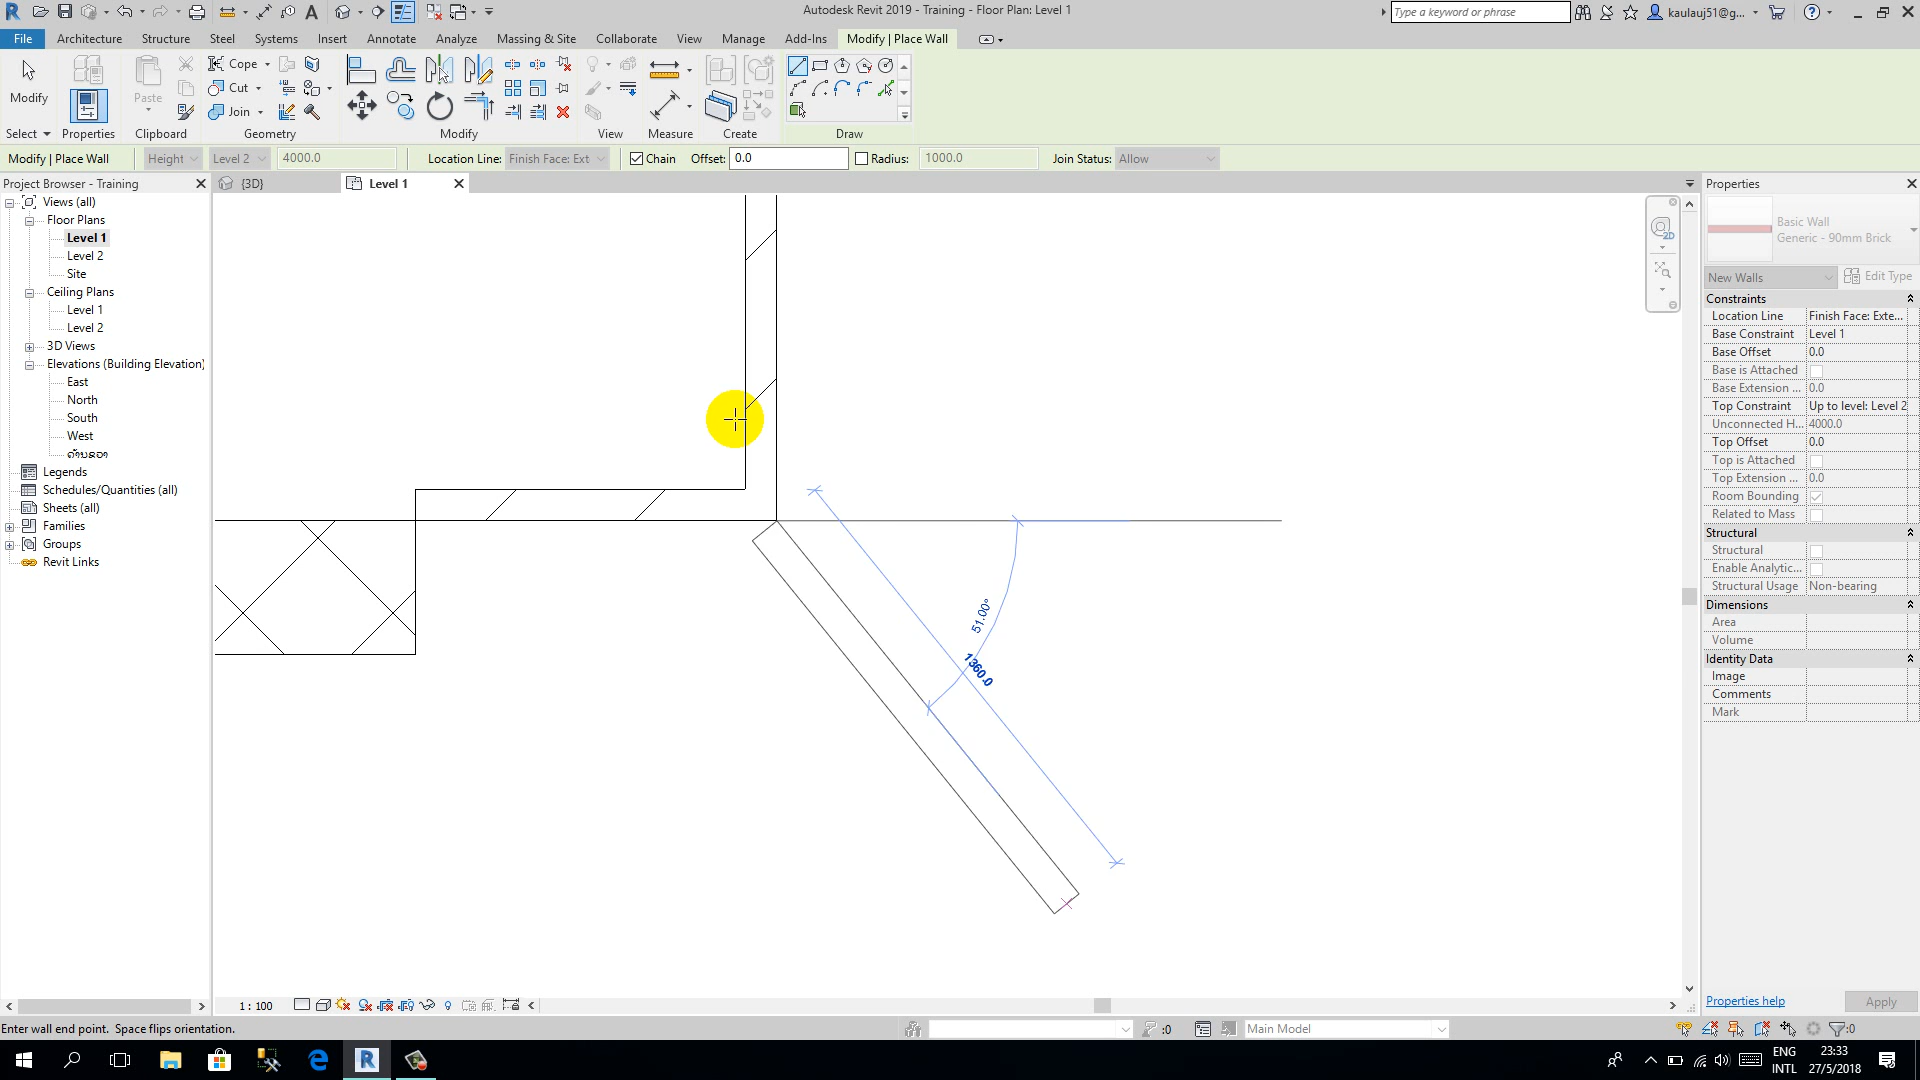 Autodesk Revit 2019 - Training - Floor Plan: Level 1
Type a keyword or phrase
kaulauj51@g...
File Architecture Structure Steel Systems Insert Annotate Analyze Massing & Site Collaborate View Manage Add-Ins Modify | Place Wall
Modify
Paste
Cope
Cut
Join
Select Properties Clipboard Geometry Modify View Measure Create Draw
Modify | Place Wall Height Level 2 4000.0 Location Line: Finish Face: Ext Chain Offset: 0.0 Radius: 1000.0 Join Status: Allow
Project Browser - Training
{3D}
Level 1
Views (all)
Floor Plans
Level 1
Level 2
Site
Ceiling Plans
Level 1
Level 2
3D Views
Elevations (Building Elevation)
East
North
South
West
ດ້ານຂວາ
Legends
Schedules/Quantities (all)
Sheets (all)
Families
Groups
Revit Links
51.00°
1360.0
2D
Properties
Basic Wall
Generic - 90mm Brick
New Walls Edit Type
Constraints
Location Line Finish Face: Exte...
Base Constraint Level 1
Base Offset 0.0
Base is Attached
Base Extension ... 0.0
Top Constraint Up to level: Level 2
Unconnected H... 4000.0
Top Offset 0.0
Top is Attached
Top Extension ... 0.0
Room Bounding
Related to Mass
Structural
Structural
Enable Analytic...
Structural Usage Non-bearing
Dimensions
Area
Volume
Identity Data
Image
Comments
Mark
Properties help Apply
1 : 100
Enter wall end point. Space flips orientation.
:0
Main Model
:0
ENG
INTL
23:33
27/5/2018